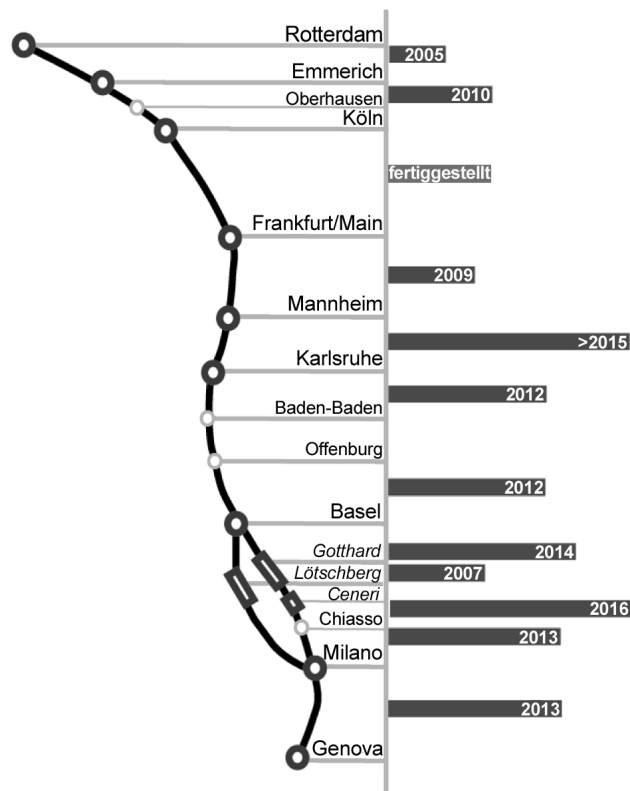 Rotterdam
2005
Emmerich
2010
Oberhausen
Köln
fertiggestellt
Frankfurt/Main
2009
Mannheim
>2015
Karlsruhe
2012
Baden-Baden
Offenburg
2012
Basel
Gotthard
2014
Lötschberg
2007
Ceneri
2016
Chiasso
2013
Milano
2013
Genova